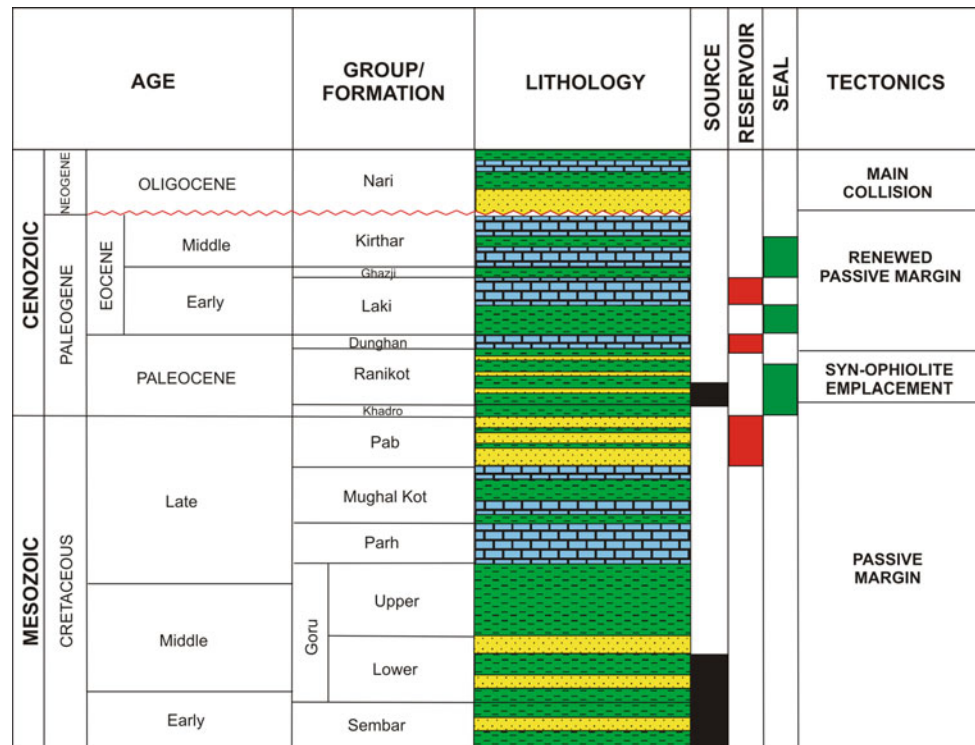 AGE
GROUP/
FORMATION
LITHOLOGY
SOURCE
RESERVOIR
SEAL
TECTONICS
CENOZOIC
NEOGENE
OLIGOCENE
Nari
MAIN
COLLISION
PALEOGENE
EOCENE
Middle
Kirthar
RENEWED
PASSIVE MARGIN
Ghazji
Early
Laki
Dunghan
PALEOCENE
Ranikot
SYN-OPHIOLITE
EMPLACEMENT
Khadro
MESOZOIC
CRETACEOUS
Late
Pab
Mughal Kot
Parh
PASSIVE
MARGIN
Goru
Upper
Middle
Lower
Early
Sembar